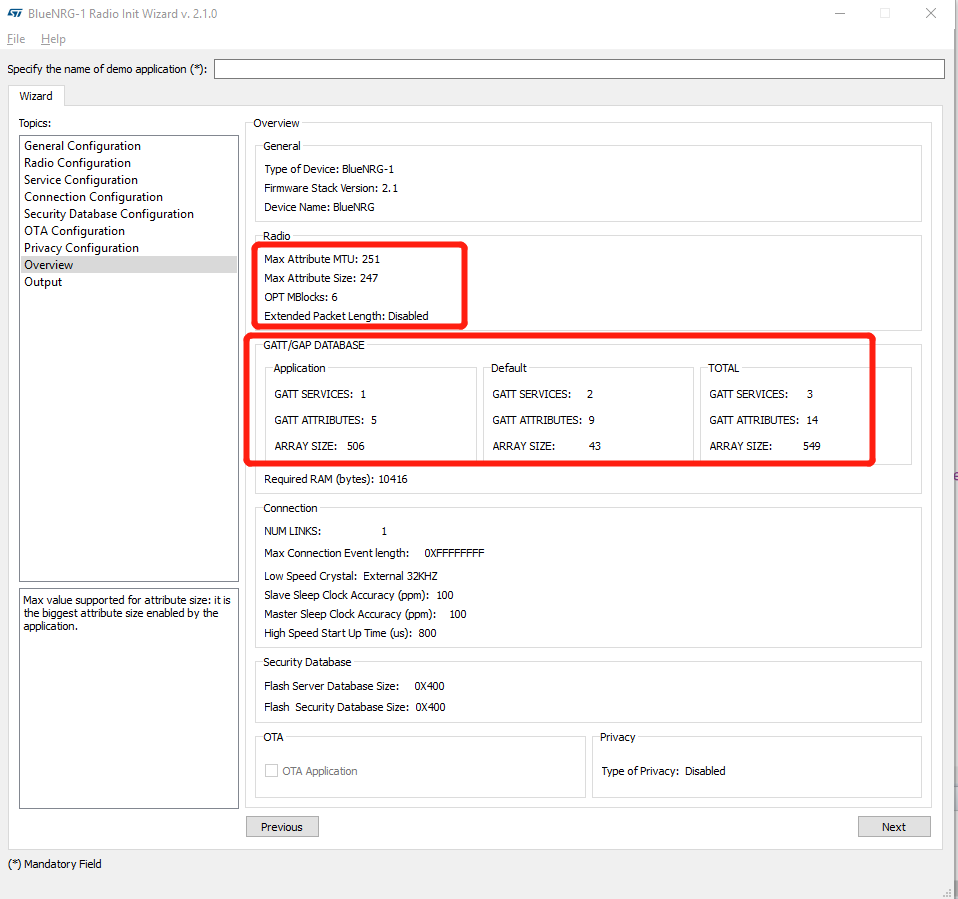 BlueNRG-1 Radio Init Wizard v. 2.1.0
File Help
Specify the name of demo application (*):
Wizard
Topics:
General Configuration
Radio Configuration
Service Configuration
Connection Configuration
Security Database Configuration
OTA Configuration
Privacy Configuration
Overview
Output
Max value supported for attribute size: it is
the biggest attribute size enabled by the
application.
Overview
General
Type of Device: BlueNRG-1
Firmware Stack Version: 2.1
Device Name: BlueNRG
Radio
Max Attribute MTU: 251
Max Attribute Size: 247
OPT MBlocks: 6
Extended Packet Length: Disabled
GATT/GAP DATABASE
Application
GATT SERVICES: 1
GATT ATTRIBUTES: 5
ARRAY SIZE: 506
Default
GATT SERVICES: 2
GATT ATTRIBUTES: 9
ARRAY SIZE: 43
TOTAL
GATT SERVICES: 3
GATT ATTRIBUTES: 14
ARRAY SIZE: 549
Required RAM (bytes): 10416
Connection
NUM LINKS: 1
Max Connection Event length: 0XFFFFFFFF
Low Speed Crystal: External 32KHZ
Slave Sleep Clock Accuracy (ppm): 100
Master Sleep Clock Accuracy (ppm): 100
High Speed Start Up Time (us): 800
Security Database
Flash Server Database Size: 0X400
Flash Security Database Size: 0X400
OTA
OTA Application
Privacy
Type of Privacy: Disabled
Previous
Next
(*) Mandatory Field